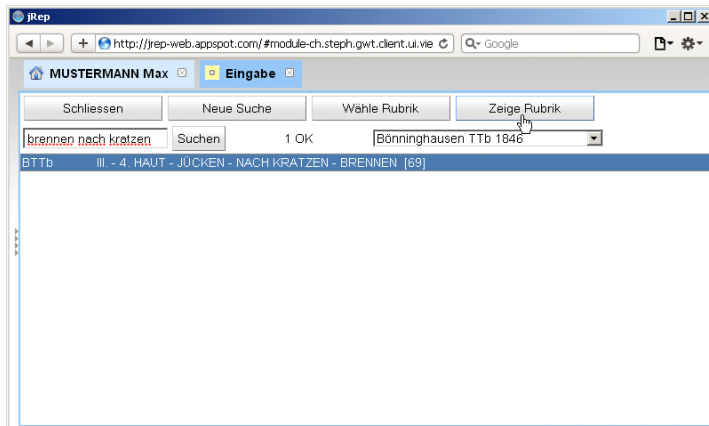 jRep
http://jrep-web.appspot.com/#module-ch.steph.gwt.client.ui.vie
Google
MUSTERMANN Max
Eingabe
Schliessen Neue Suche Wähle Rubrik Zeige Rubrik
brennen nach kratzen Suchen 1 OK Bönninghausen TTb 1846
BTTb III. - 4. HAUT - JÜCKEN - NACH KRATZEN - BRENNEN [69]